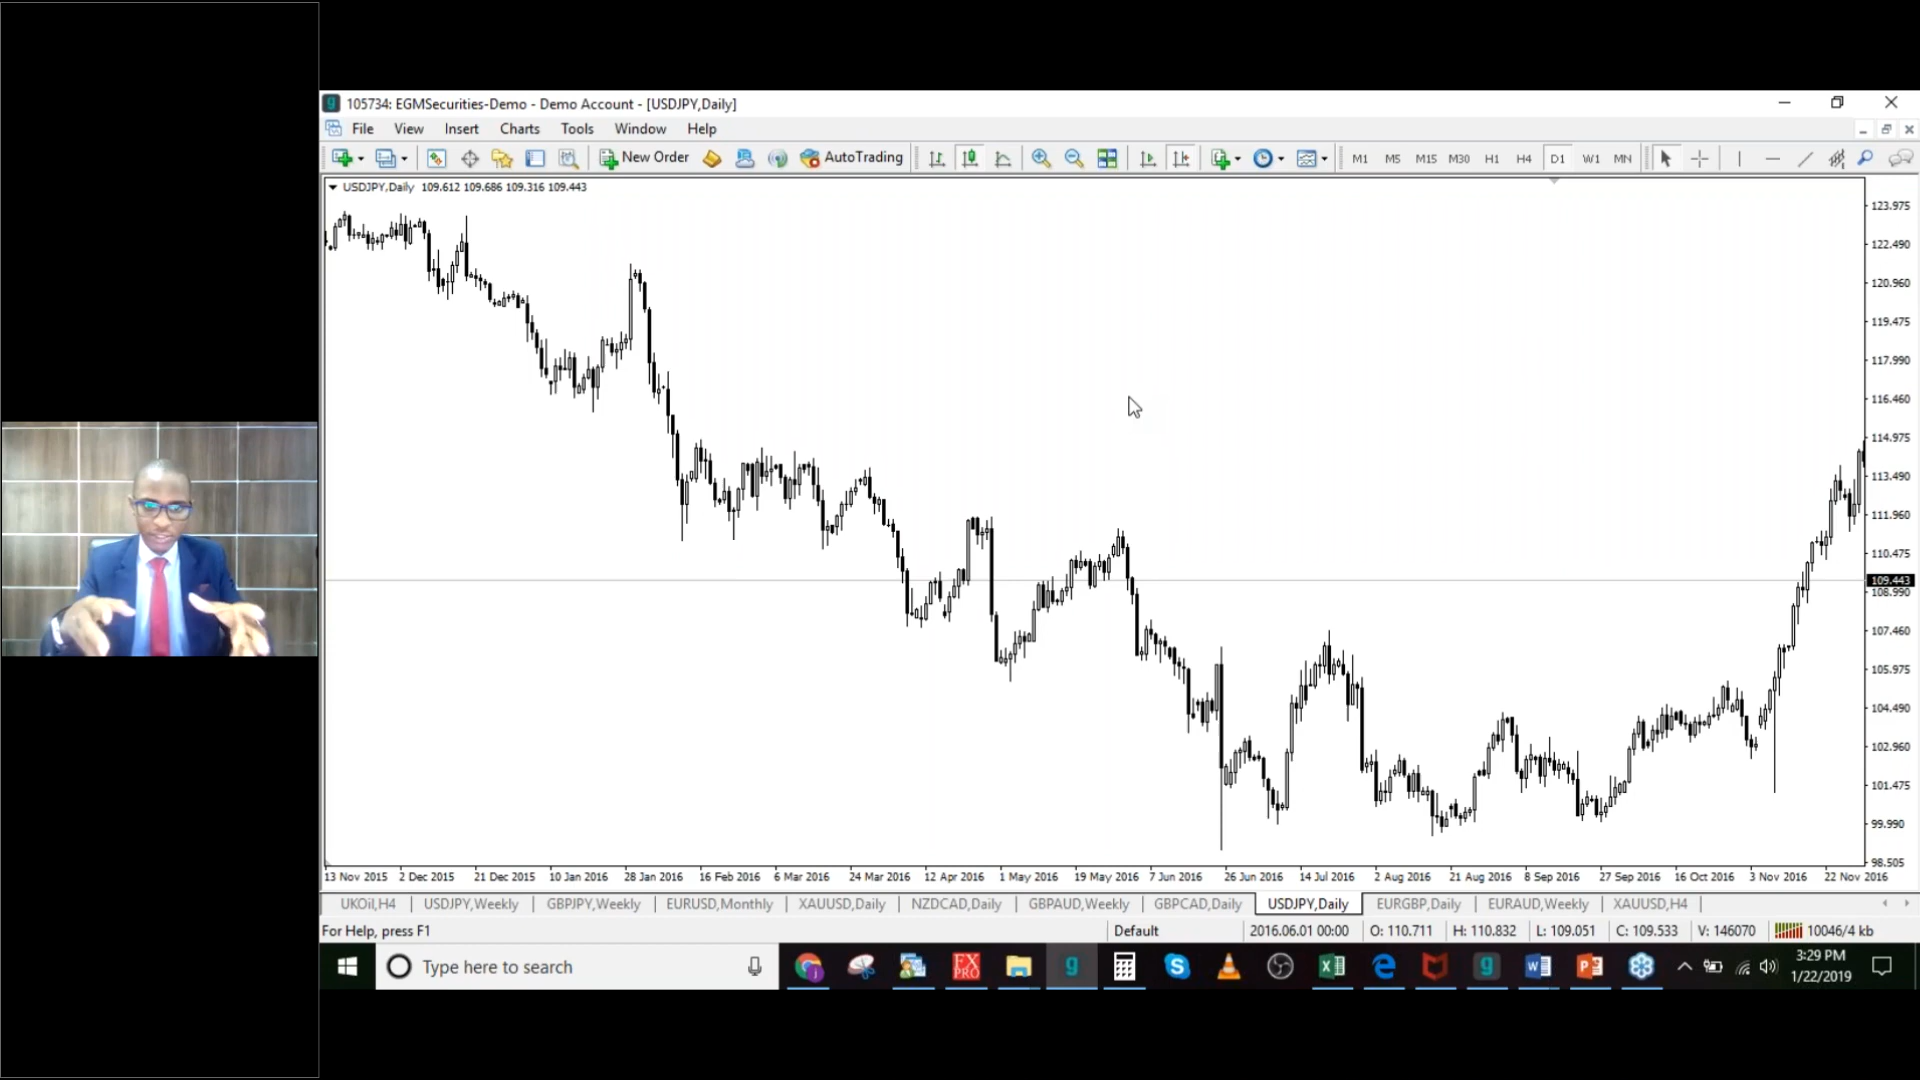 105734: EGMSecurities-Demo - Demo Account - [USDJPY,Daily]
File View Insert Charts Tools Window Help
New Order AutoTrading M1 M5 M15 M30 H1 H4 D1 W1 MN
USDJPY,Daily 109.612 109.686 109.316 109.443
123.975
122.490
120.960
119.475
117.990
116.460
114.975
113.490
111.960
110.475
109.443
108.990
107.460
105.975
104.490
102.960
101.475
99.990
98.505
13 Nov 2015 2 Dec 2015 21 Dec 2015 10 Jan 2016 28 Jan 2016 16 Feb 2016 6 Mar 2016 24 Mar 2016 12 Apr 2016 1 May 2016 19 May 2016 7 Jun 2016 26 Jun 2016 14 Jul 2016 2 Aug 2016 21 Aug 2016 8 Sep 2016 27 Sep 2016 16 Oct 2016 3 Nov 2016 22 Nov 2016
UKOil,H4 USDJPY,Weekly GBPJPY,Weekly EURUSD,Monthly XAUUSD,Daily NZDCAD,Daily GBPAUD,Weekly GBPCAD,Daily USDJPY,Daily EURGBP,Daily EURAUD,Weekly XAUUSD,H4
For Help, press F1 Default 2016.06.01 00:00 O: 110.711 H: 110.832 L: 109.051 C: 109.533 V: 146070 10046/4 kb
Type here to search FX PRO 3:29 PM
1/22/2019